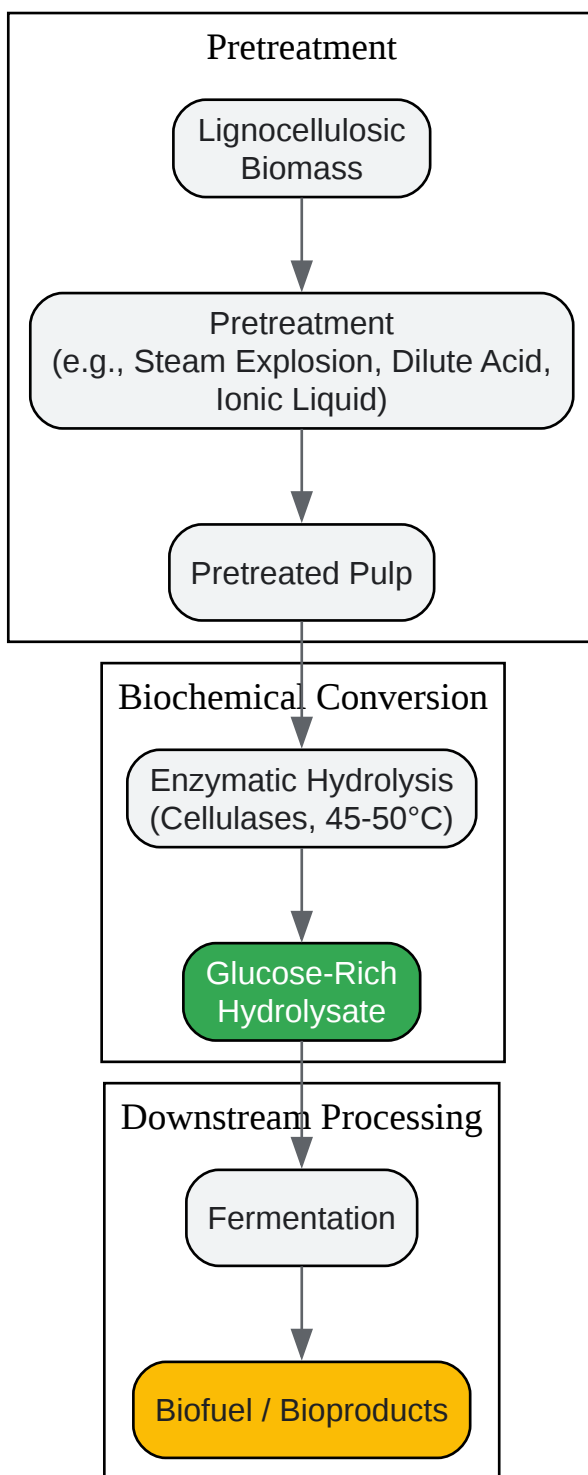 Pretreatment
Lignocellulosic
Biomass
Pretreatment
(e.g., Steam Explosion, Dilute Acid,
Ionic Liquid)
Pretreated Pulp
Biochemical Conversion
Enzymatic Hydrolysis
(Cellulases, 45-50°C)
Glucose-Rich
Hydrolysate
Downstream Processing
Fermentation
Biofuel / Bioproducts